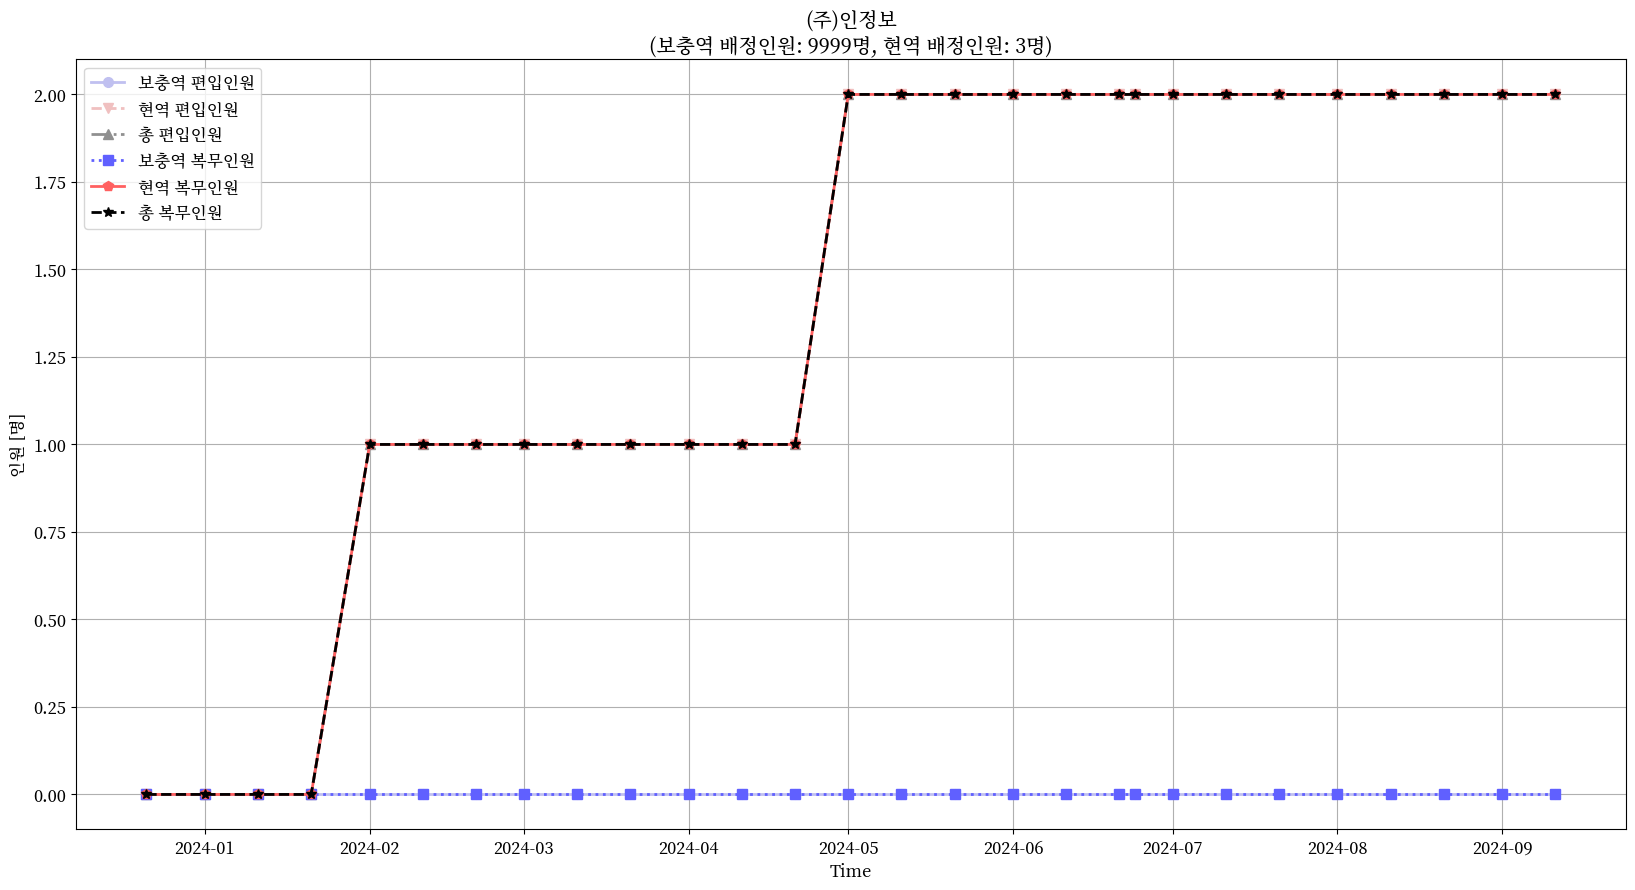 (주)인정보
(보충역 배정인원: 9999명, 현역 배정인원: 3명)
보충역 편입인원
현역 편입인원
총 편입인원
보충역 복무인원
현역 복무인원
총 복무인원
2.00
1.75
1.50
1.25
1.00
0.75
0.50
0.25
0.00
인원 [명]
2024-01
2024-02
2024-03
2024-04
2024-05
2024-06
2024-07
2024-08
2024-09
Time